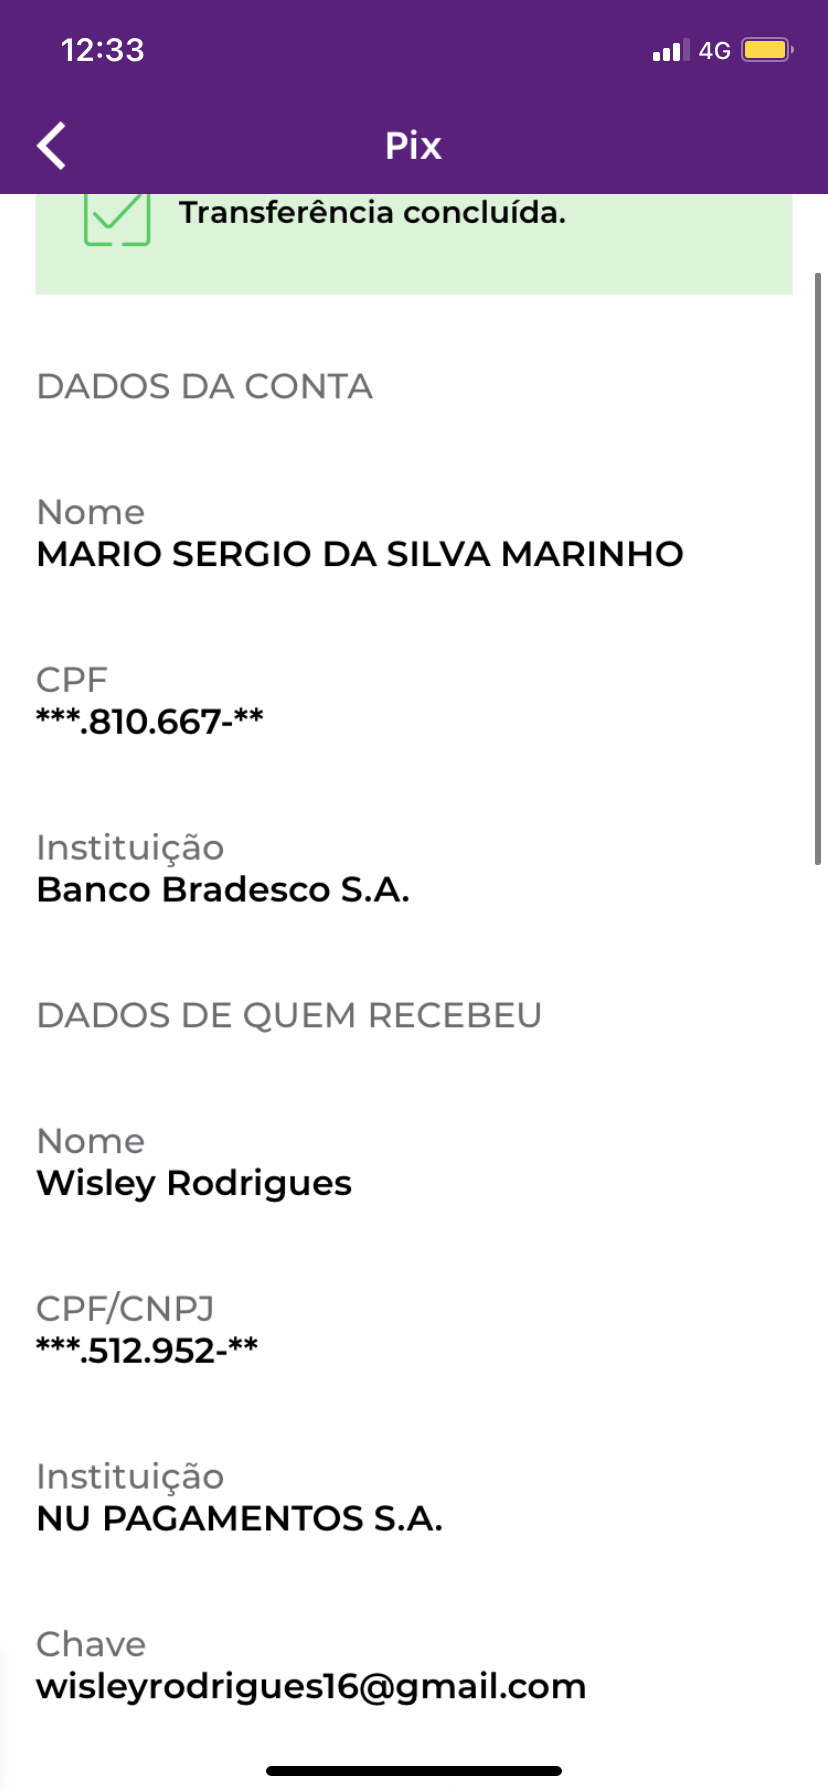 12:33
4G
Pix
Transferência concluída.
DADOS DA CONTA
Nome
MARIO SERGIO DA SILVA MARINHO
CPF
***.810.667-**
Instituição
Banco Bradesco S.A.
DADOS DE QUEM RECEBEU
Nome
Wisley Rodrigues
CPF/CNPJ
***.512.952-**
Instituição
NU PAGAMENTOS S.A.
Chave
wisleyrodrigues16@gmail.com